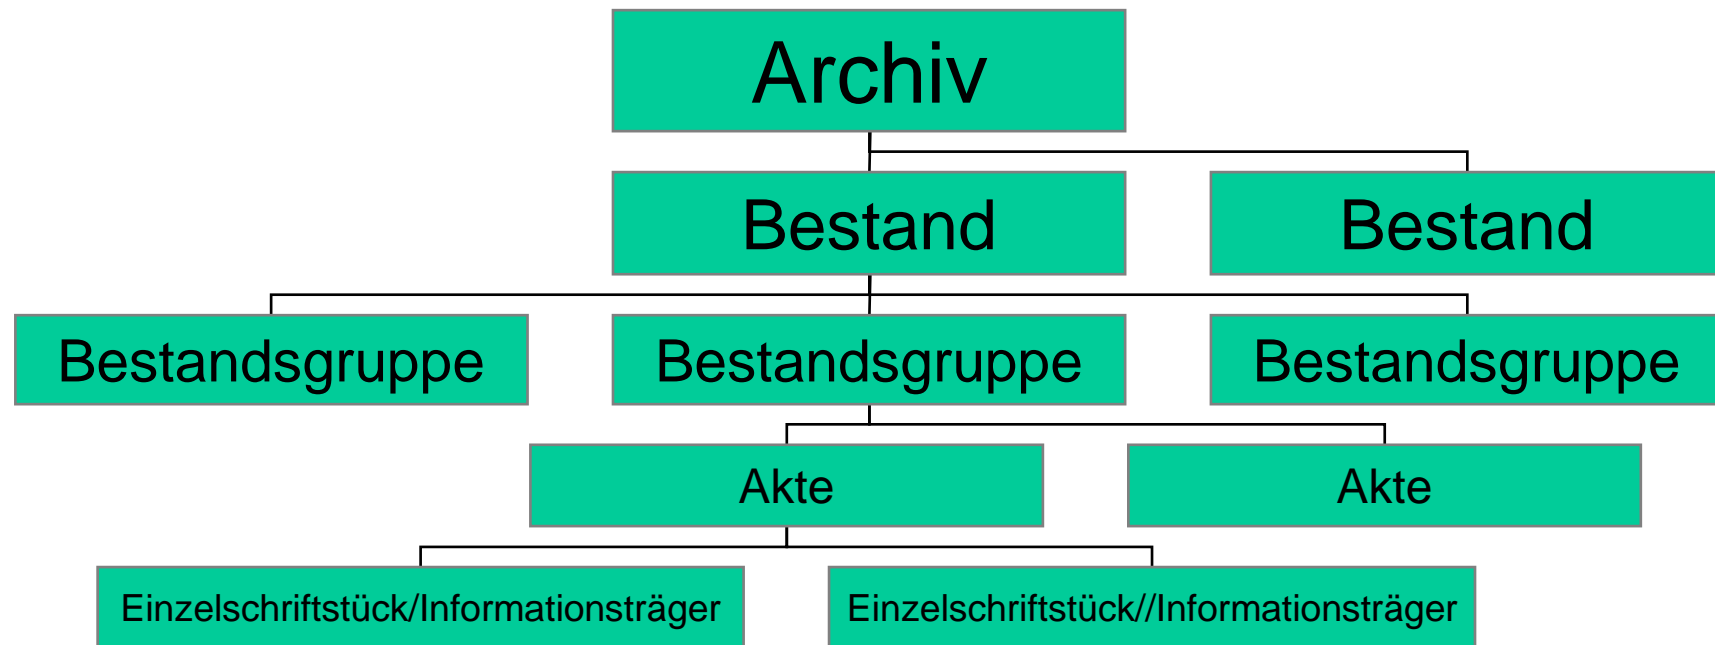 Archiv
Bestand
Bestand
Bestandsgruppe
Bestandsgruppe
Bestandsgruppe
Akte
Akte
Einzelschriftstück/Informationsträger
Einzelschriftstück//Informationsträger